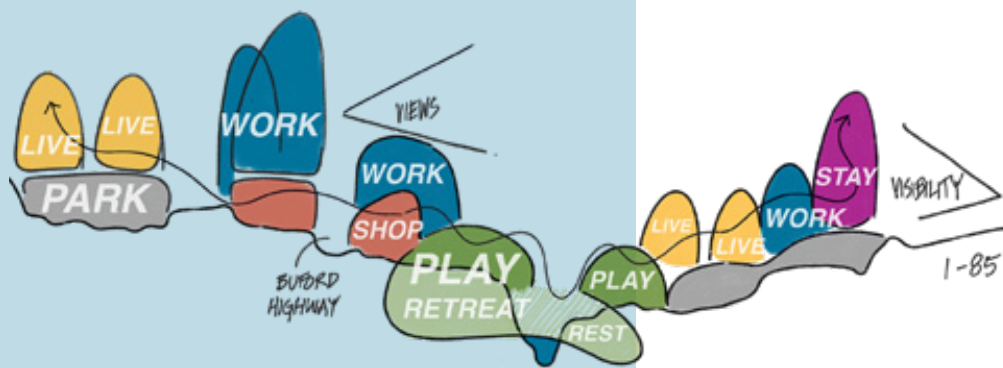 LIVE
LIVE
PARK
WORK
VIEWS
WORK
SHOP
BUFORD
HIGHWAY
PLAY
RETREAT
PLAY
REST
LIVE
LIVE
WORK
STAY
VISIBILITY
I-85